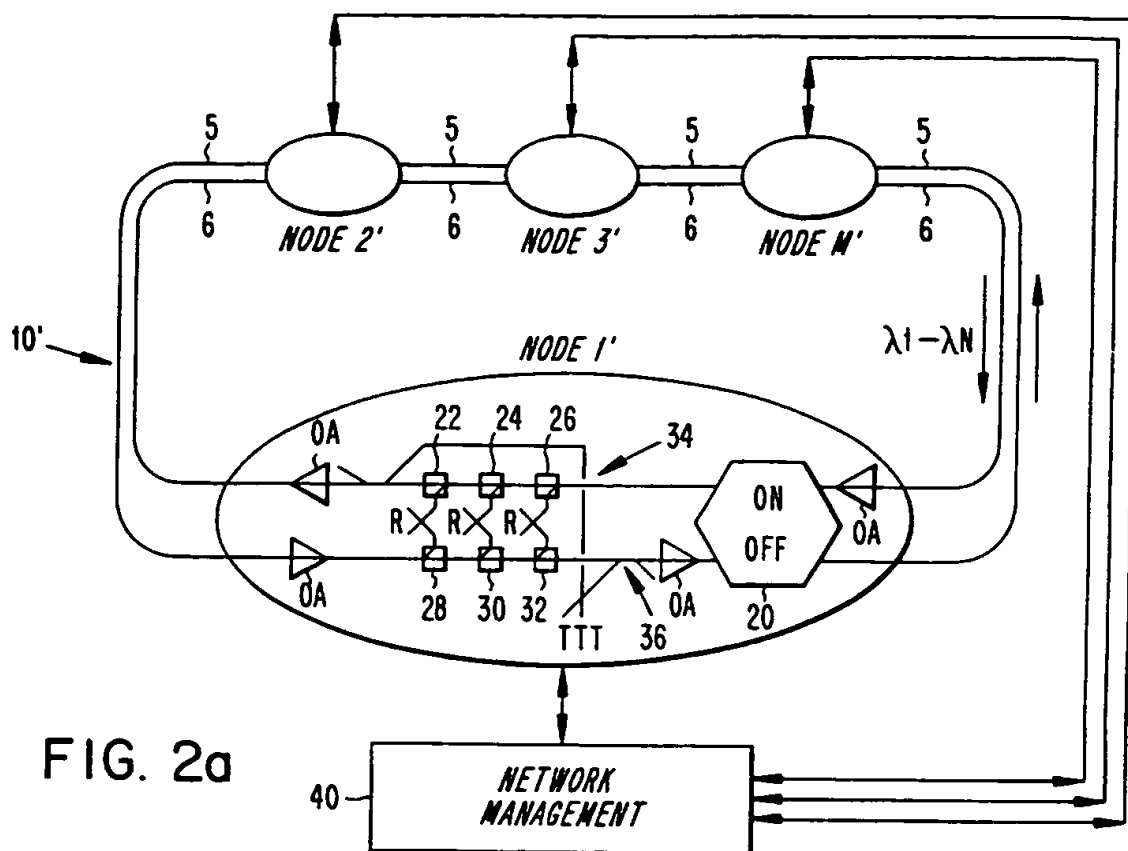 5 5 5 5
6 6 6 6
NODE 2' NODE 3' NODE M'
10'
λ1-λN
NODE 1'
OA 22 24 26 34
R R R
ON
OFF
OA
OA 28 30 32 TTT 36 OA 20
FIG. 2a
40
NETWORK
MANAGEMENT